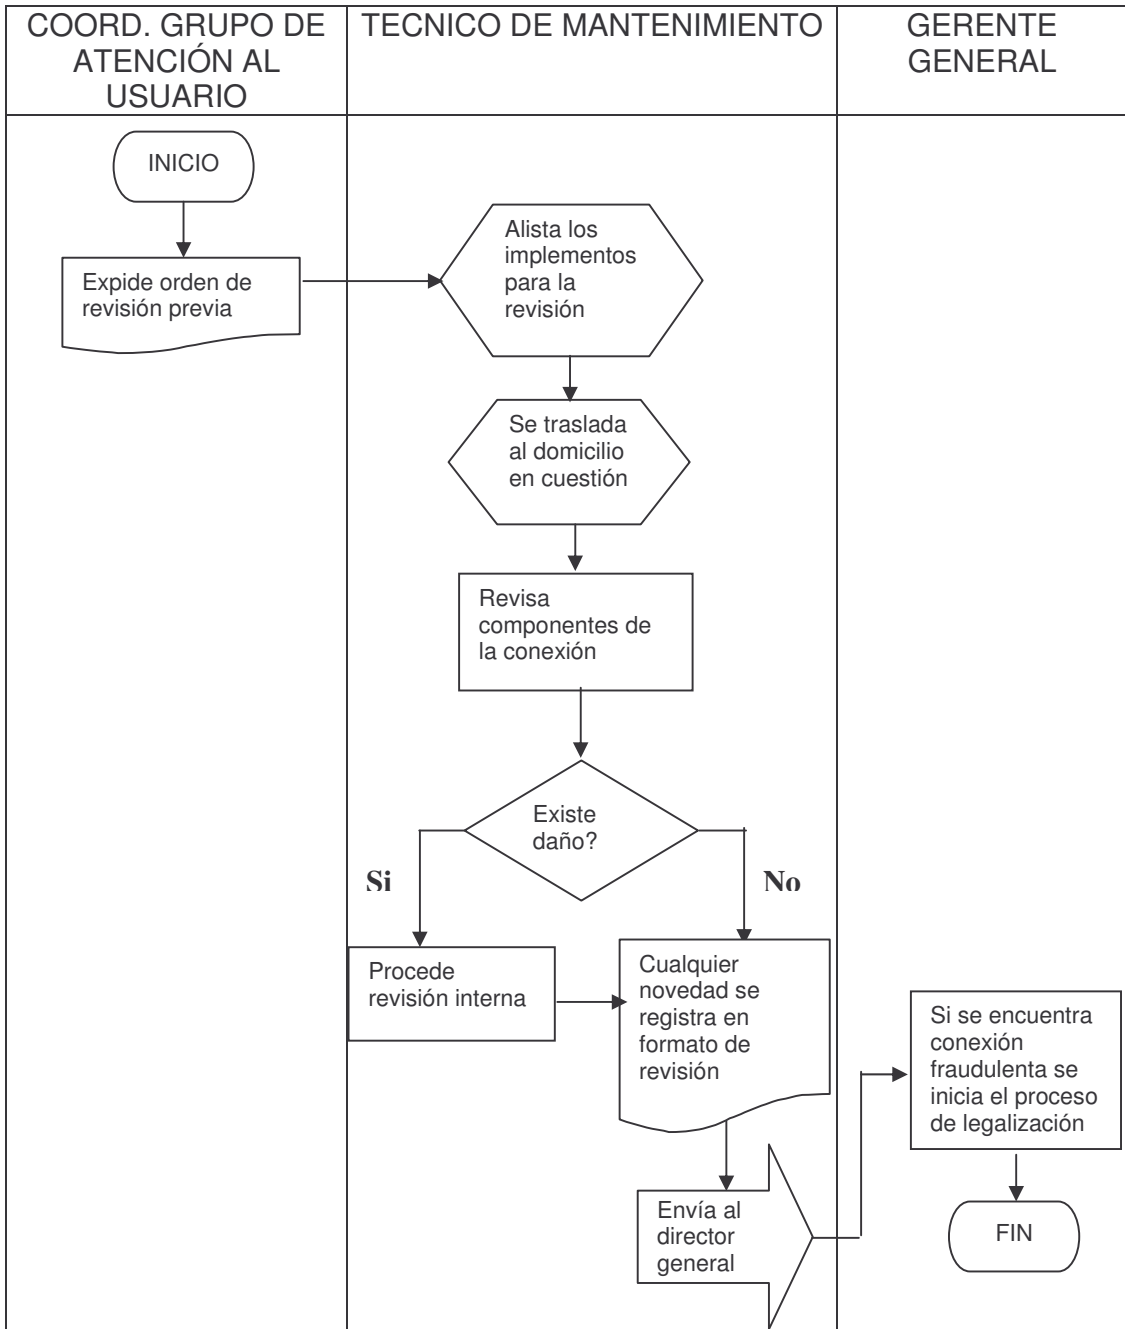 COORD. GRUPO DE
ATENCIÓN AL
USUARIO
TECNICO DE MANTENIMIENTO
GERENTE
GENERAL
INICIO
Expide orden de
revisión previa
Alista los
implementos
para la
revisión
Se traslada
al domicilio
en cuestión
Revisa
componentes de
la conexión
Existe
daño?
Si
No
Procede
revisión interna
Cualquier
novedad se
registra en
formato de
revisión
Si se encuentra
conexión
fraudulenta se
inicia el proceso
de legalización
Envía al
director
general
FIN